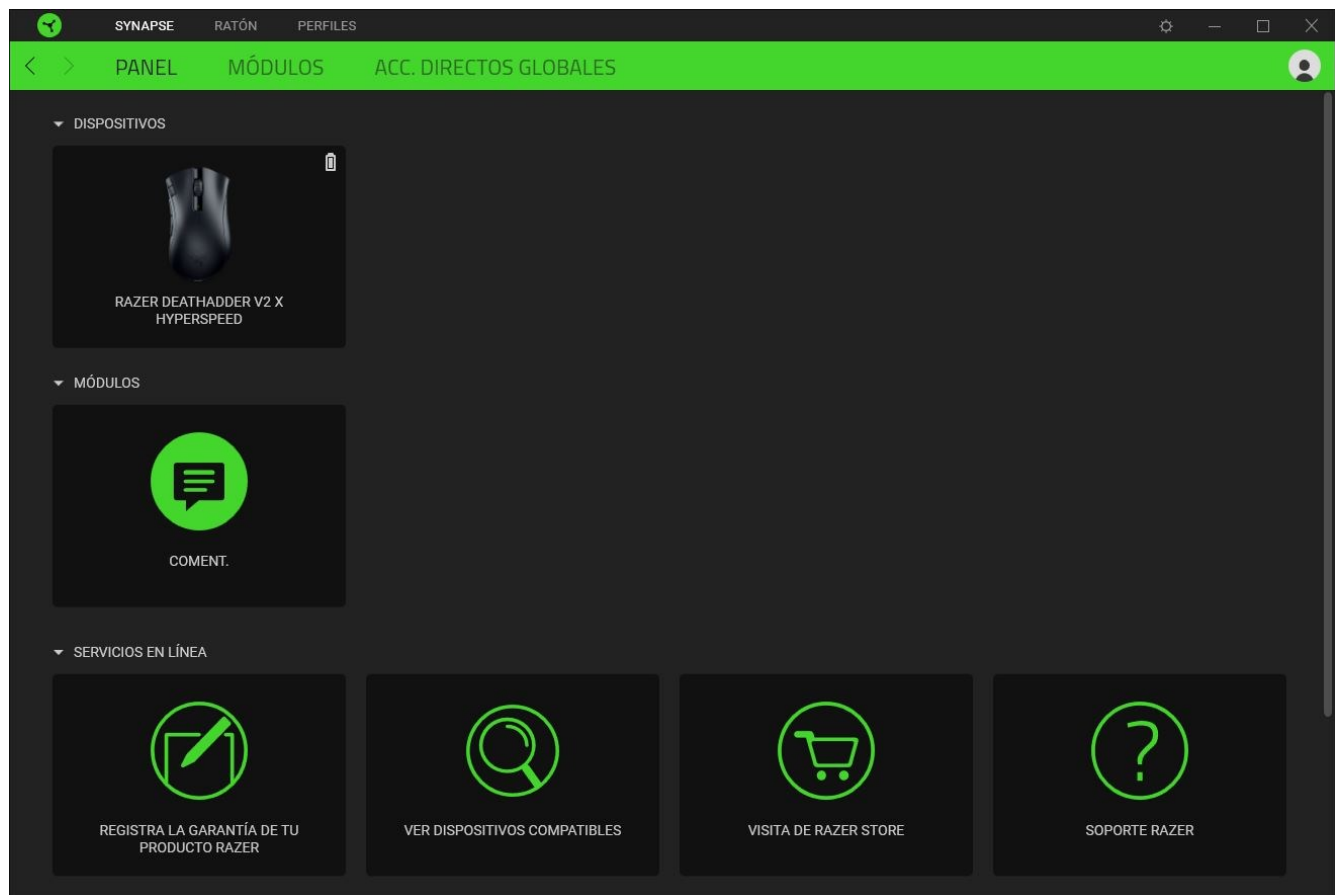 SYNAPSE RATÓN PERFILES
PANEL MÓDULOS ACC. DIRECTOS GLOBALES
DISPOSITIVOS
RAZER DEATHADDER V2 X
HYPERSPEED
MÓDULOS
COMENT.
SERVICIOS EN LÍNEA
REGISTRA LA GARANTÍA DE TU
PRODUCTO RAZER
VER DISPOSITIVOS COMPATIBLES
VISITA DE RAZER STORE
SOPORTE RAZER